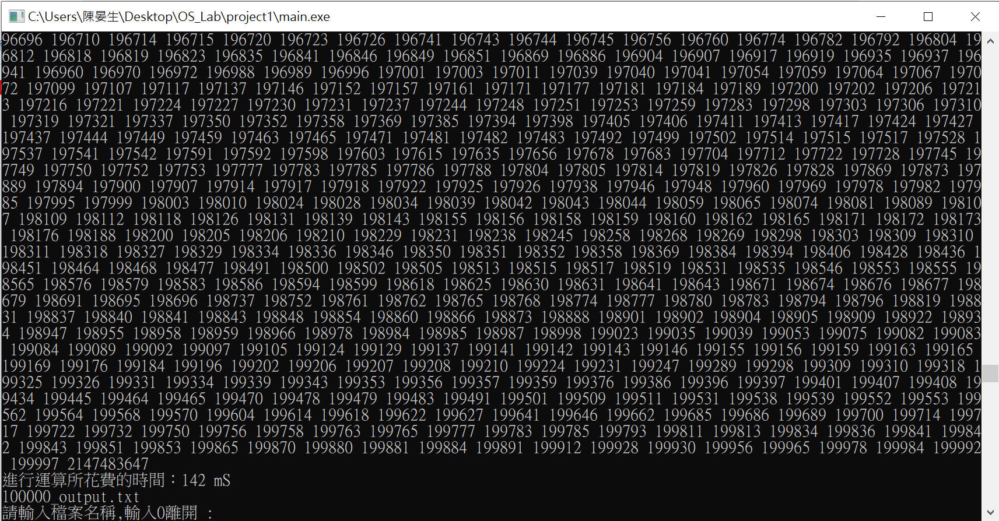 C:\Users\陳晏生\Desktop\OS_Lab\project1\main.exe
96696 196710 196714 196715 196720 196723 196726 196741 196743 196744 196745 196756 196760 196774 196782 196792 196804 19
6812 196818 196819 196823 196835 196841 196846 196849 196851 196869 196886 196904 196907 196917 196919 196935 196937 196
941 196960 196970 196972 196988 196989 196996 197001 197003 197011 197039 197040 197041 197054 197059 197064 197067 1970
72 197099 197107 197117 197137 197146 197152 197157 197161 197171 197177 197181 197184 197189 197200 197202 197206 19721
3 197216 197221 197224 197227 197230 197231 197237 197244 197248 197251 197253 197259 197283 197298 197303 197306 197310
 197319 197321 197337 197350 197352 197358 197369 197385 197394 197398 197405 197406 197411 197413 197417 197424 197427
197437 197444 197449 197459 197463 197465 197471 197481 197482 197483 197492 197499 197502 197514 197515 197517 197528 1
97537 197541 197542 197591 197592 197598 197603 197615 197635 197656 197678 197683 197704 197712 197722 197728 197745 19
7749 197750 197752 197753 197777 197783 197785 197786 197788 197804 197805 197814 197819 197826 197828 197869 197873 197
889 197894 197900 197907 197914 197917 197918 197922 197925 197926 197938 197946 197948 197960 197969 197978 197982 1979
85 197995 197999 198003 198010 198024 198028 198034 198039 198042 198043 198044 198059 198065 198074 198081 198089 19810
7 198109 198112 198118 198126 198131 198139 198143 198155 198156 198158 198159 198160 198162 198165 198171 198172 198173
 198176 198188 198200 198205 198206 198210 198229 198231 198238 198245 198258 198268 198269 198298 198303 198309 198310
198311 198318 198327 198329 198334 198336 198346 198350 198351 198352 198358 198369 198384 198394 198406 198428 198436 1
98451 198464 198468 198477 198491 198500 198502 198505 198513 198515 198517 198519 198531 198535 198546 198553 198555 19
8565 198576 198579 198583 198586 198594 198599 198618 198625 198630 198631 198641 198643 198671 198674 198676 198677 198
679 198691 198695 198696 198737 198752 198761 198762 198765 198768 198774 198777 198780 198783 198794 198796 198819 1988
31 198837 198840 198841 198843 198848 198854 198860 198866 198873 198888 198901 198902 198904 198905 198909 198922 19893
4 198947 198955 198958 198959 198966 198978 198984 198985 198987 198998 199023 199035 199039 199053 199075 199082 199083
 199084 199089 199092 199097 199105 199124 199129 199137 199141 199142 199143 199146 199155 199156 199159 199163 199165
199169 199176 199184 199196 199202 199206 199207 199208 199210 199224 199231 199247 199289 199298 199309 199310 199318 1
99325 199326 199331 199334 199339 199343 199353 199356 199357 199359 199376 199386 199396 199397 199401 199407 199408 19
9434 199445 199464 199465 199470 199478 199479 199483 199491 199501 199509 199511 199531 199538 199539 199552 199553 199
562 199564 199568 199570 199604 199614 199618 199622 199627 199641 199646 199662 199685 199686 199689 199700 199714 1997
17 199722 199732 199750 199756 199758 199763 199765 199777 199783 199785 199793 199811 199813 199834 199836 199841 19984
2 199843 199851 199853 199865 199870 199880 199881 199884 199891 199912 199928 199930 199956 199965 199978 199984 199992
 199997 2147483647
進行運算所花費的時間：142 mS
100000_output.txt
請輸入檔案名稱,輸入0離開 :